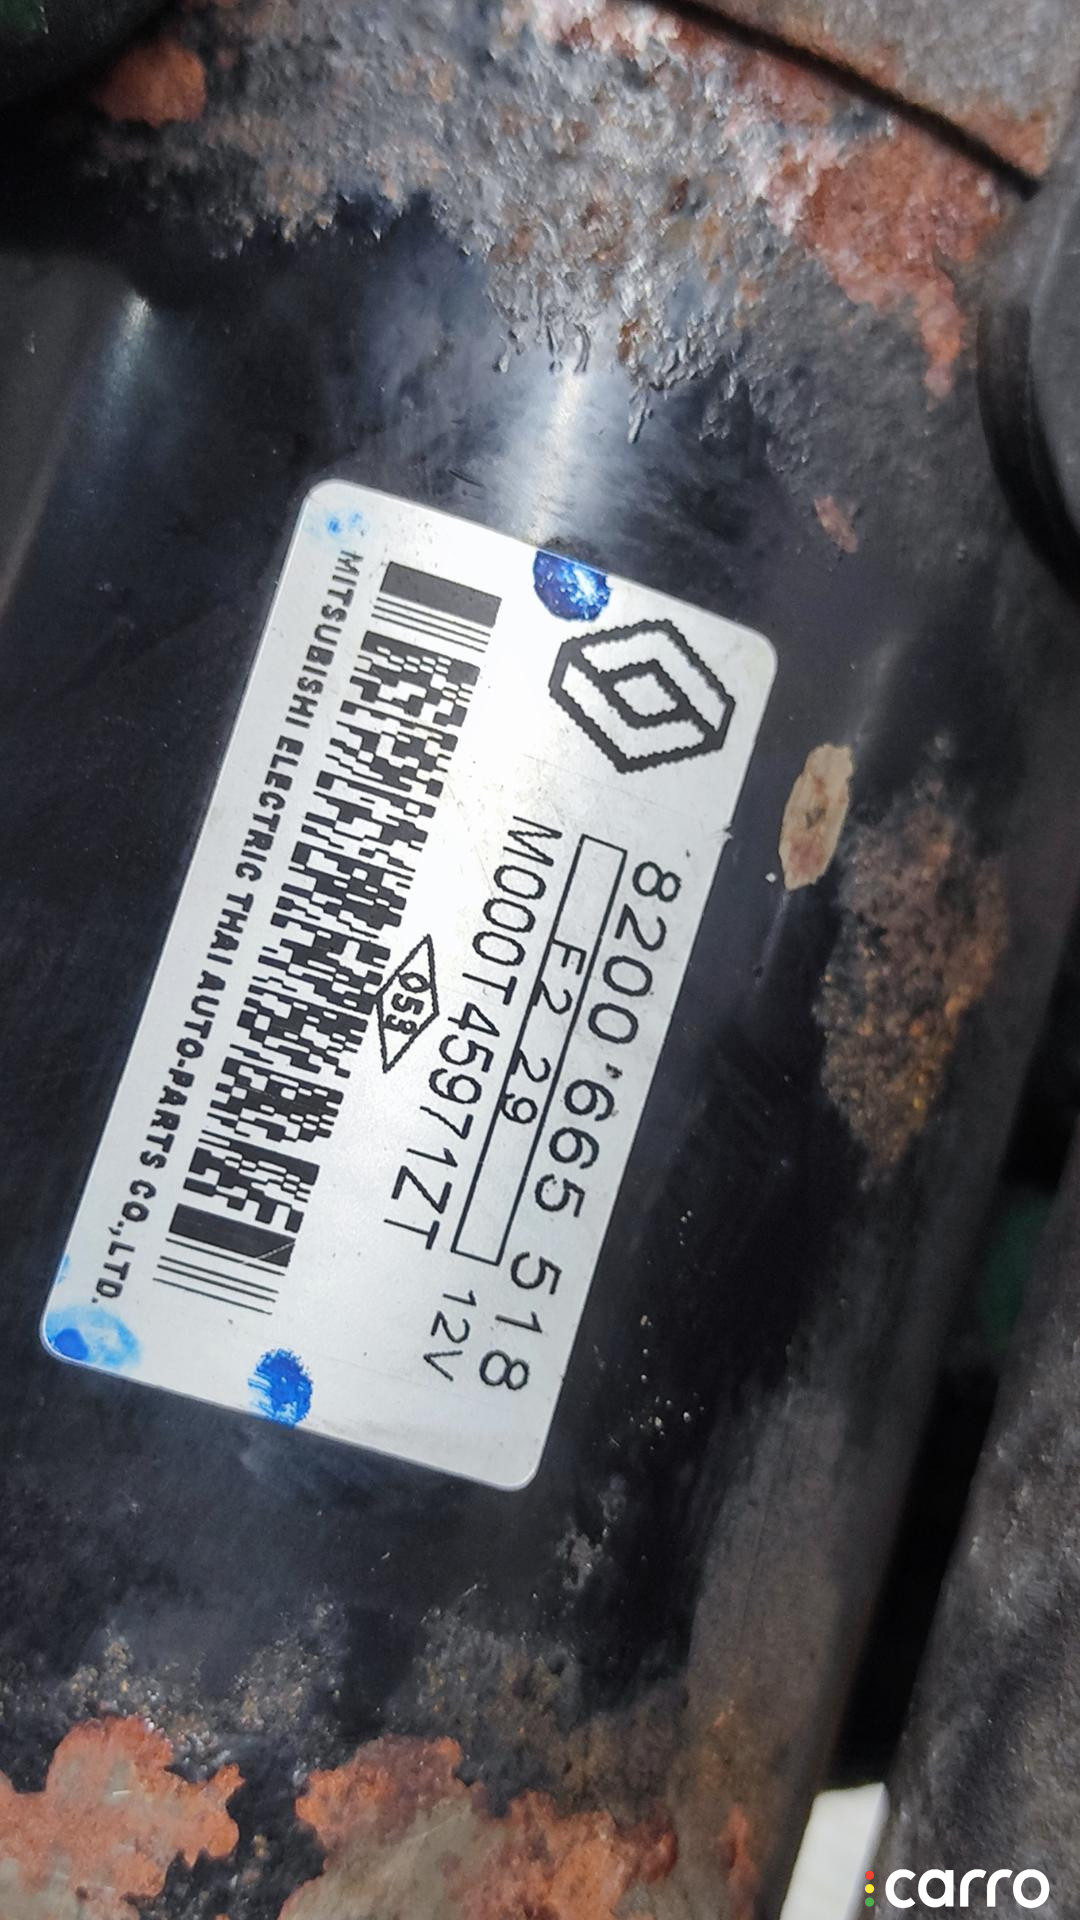 8200'665 518
F2 29
12V
M000T45971ZT
053
MITSUBISHI ELECTRIC THAI AUTO-PARTS CO.,LTD.
carro